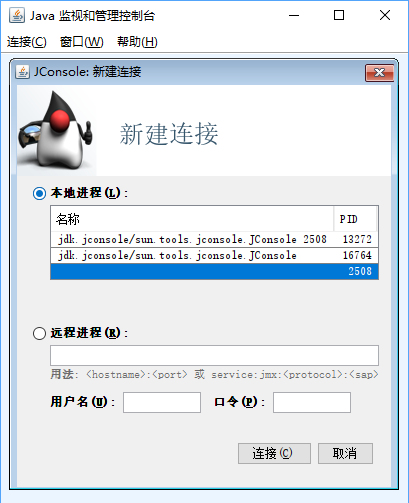 Java 监视和管理控制台
连接(C) 窗口(W) 帮助(H)
JConsole: 新建连接
新建连接
本地进程(L):
名称 PID
jdk.jconsole/sun.tools.jconsole.JConsole 2508 13272
jdk.jconsole/sun.tools.jconsole.JConsole 16764
2508
远程进程(R):
用法: <hostname>:<port> 或 service:jmx:<protocol>:<sap>
用户名(U): 口令(P):
连接(C) 取消